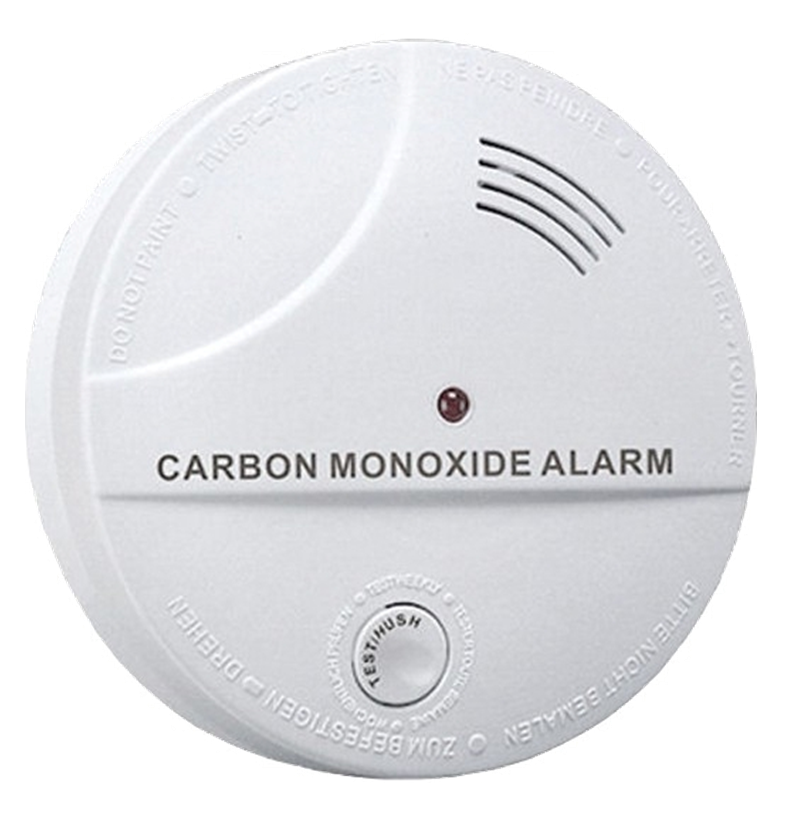 DO NOT PAINT
TWIST TO TIGHTEN
NE PAS PEINDRE
POUR ARRETER TOURNER
CARBON MONOXIDE ALARM
TEST/HUSH
BITTE NICHT BEMALEN
ZUM BEFESTIGEN
DREHEN